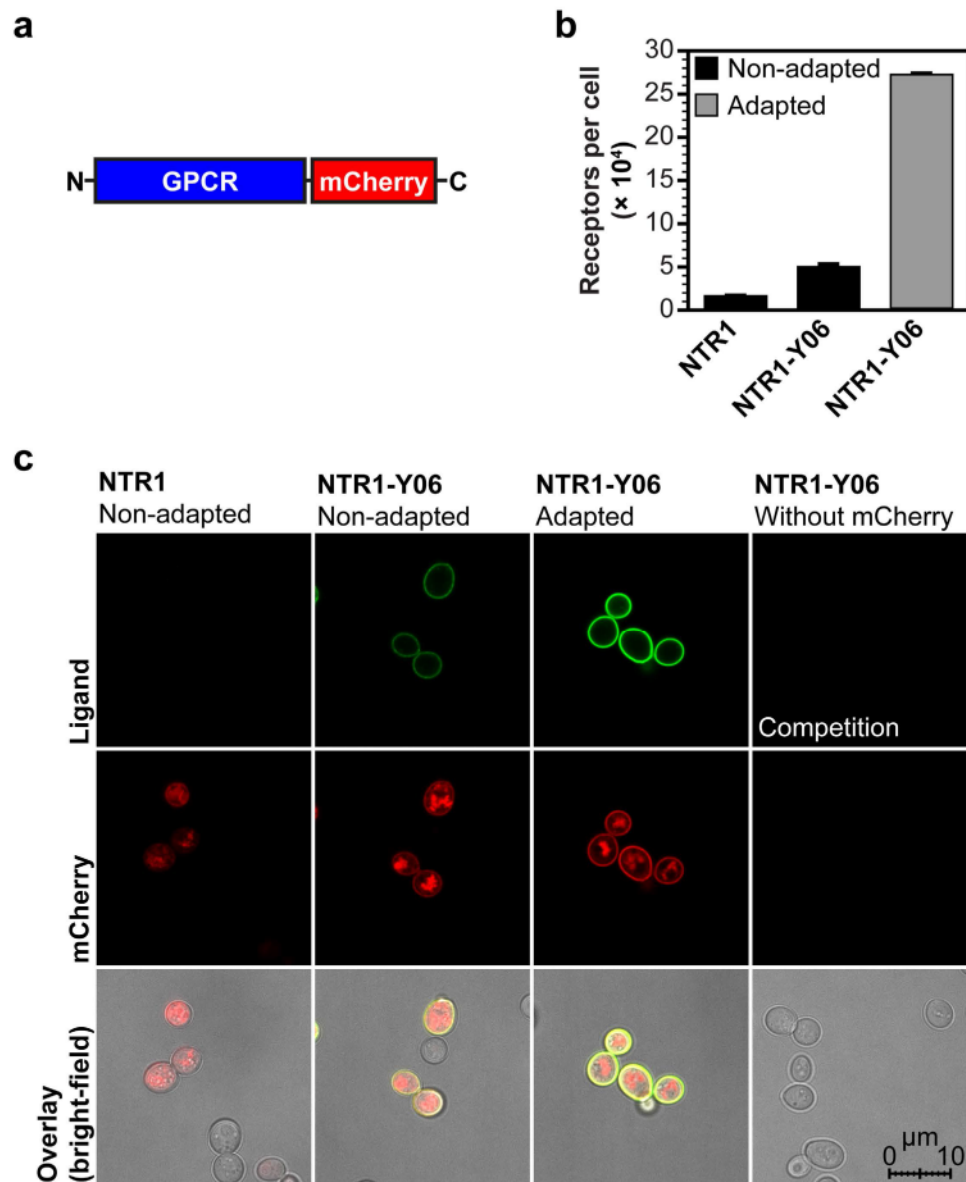 a
N
GPCR
mCherry
C
b
Receptors per cell
(× 10⁴)
30
25
20
15
10
5
0
Non-adapted
Adapted
NTR1
NTR1-Y06
NTR1-Y06
c
NTR1
Non-adapted
NTR1-Y06
Non-adapted
NTR1-Y06
Adapted
NTR1-Y06
Without mCherry
Ligand
Competition
mCherry
Overlay
(bright-field)
µm
0 10